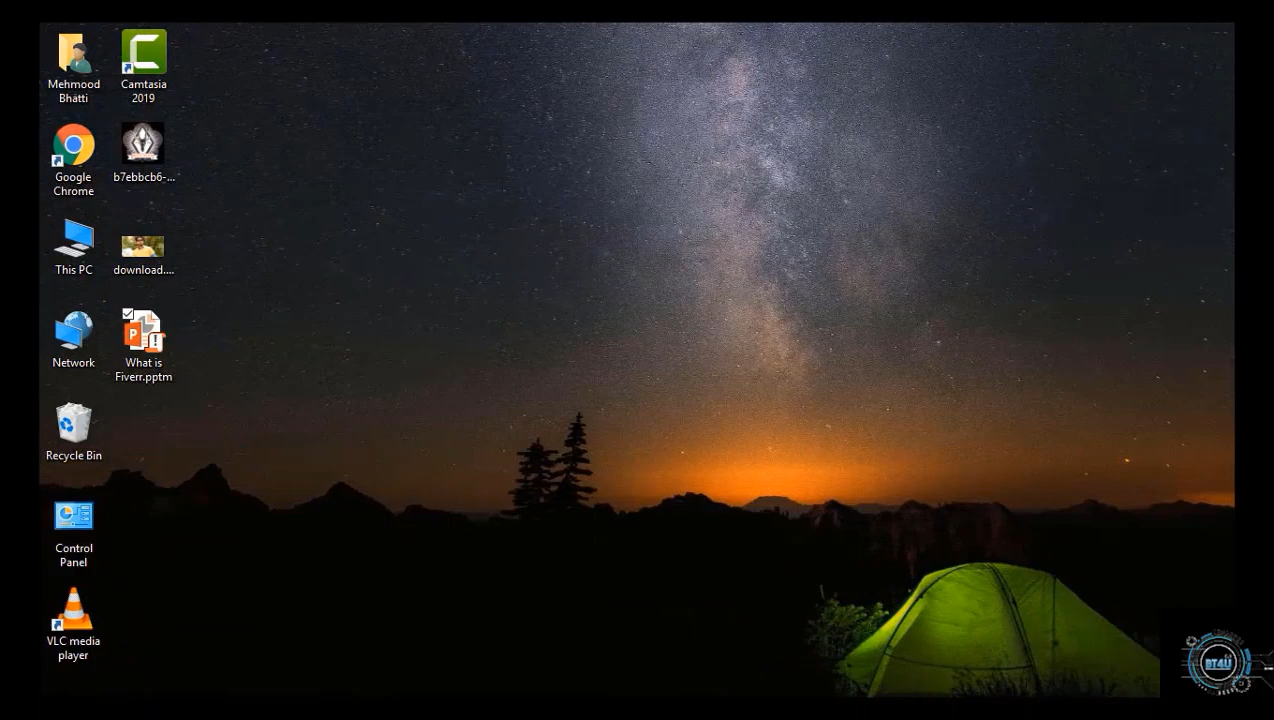 Mehmood
Bhatti
Camtasia
2019
Google
Chrome
b7ebbcb6-...
This PC
download....
Network
What is
Fiverr.pptm
Recycle Bin
Control
Panel
VLC media
player
BT4U